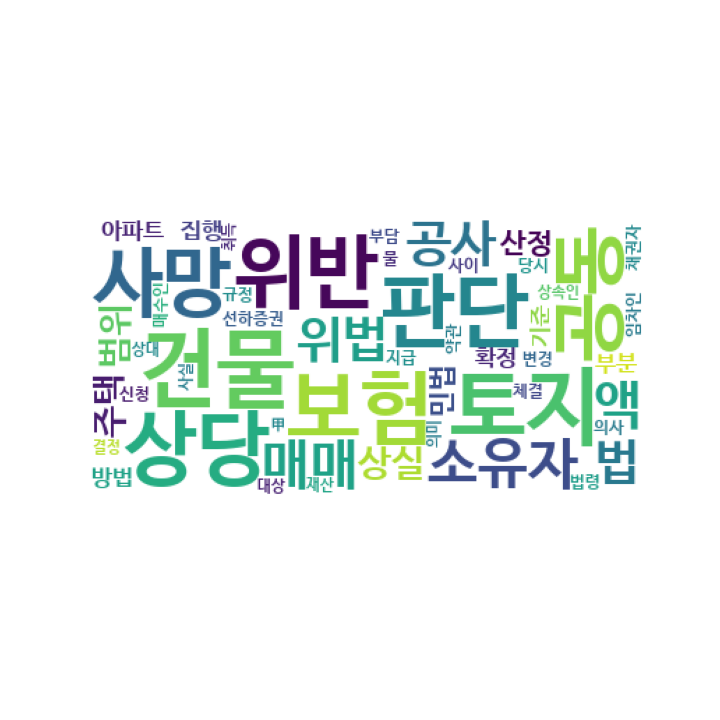 아파트 집행 취득 위반 부담 공사 산정 공동 채권자
사망 물 사이 당시
매수인 규정 판단 상속인 임차인
범위 선하증권 위법 약관 기준
상대 건물 지급 확정 변경 부분
주택 신청 사실 보험 민법 체결 토지 액
결정 상당 甲 위미 의사
방법 매매 상실 소유자 법
대상 재산 법령